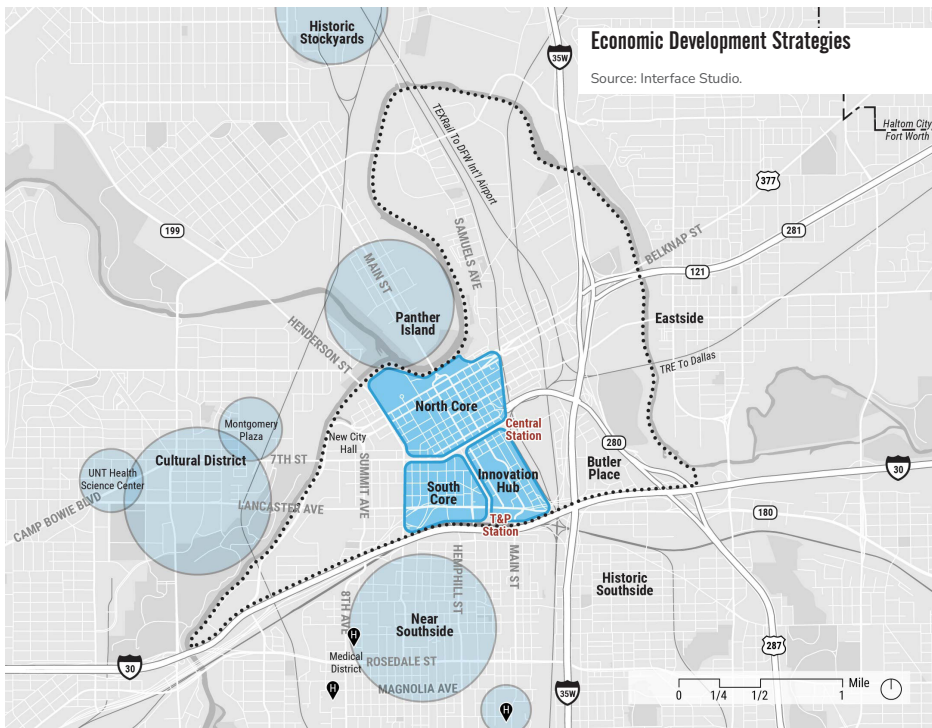 Economic Development Strategies
Source: Interface Studio.
Historic
Stockyards
35W
TEXRail To DFW Int'l Airport
Haltom City
Fort Worth
377
199
281
BELKNAP ST
SAMUELS AVE
MAIN ST
121
Panther
Island
Eastside
HENDERSON ST
TRE To Dallas
North Core
Central
Station
Montgomery
Plaza
New City
Hall
280
Cultural District
7TH ST
UNT Health
Science Center
SUMMIT AVE
South
Core
Innovation
Hub
Butler
Place
30
CAMP BOWIE BLVD
LANCASTER AVE
T&P
Station
180
HEMPHILL ST
MAIN ST
Historic
Southside
8TH AVE
Near
Southside
H
Medical
District
ROSEDALE ST
287
30
H
MAGNOLIA AVE
H
35W
Mile
0 1/4 1/2 1